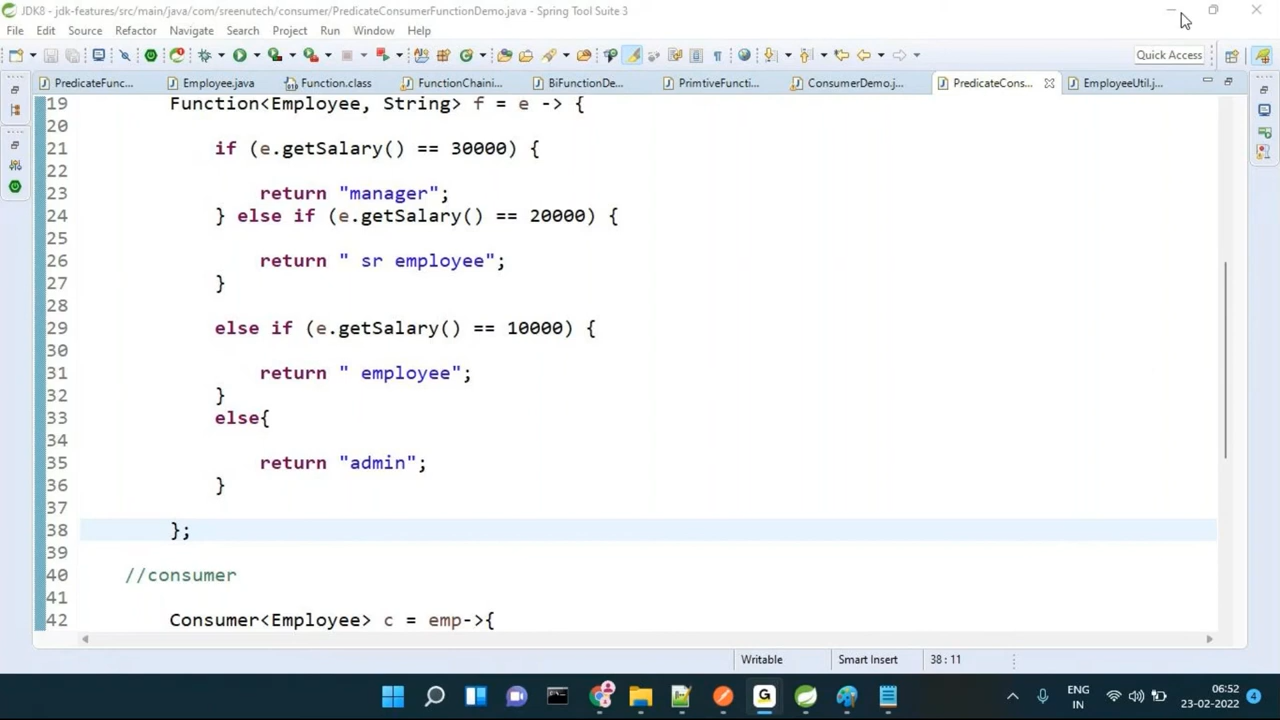 JDK8 - jdk-features/src/main/java/com/sreenutech/consumer/PredicateConsumerFunctionDemo.java - Spring Tool Suite 3
File Edit Source Refactor Navigate Search Project Run Window Help
Quick Access
PredicateFunc... Employee.java Function.class FunctionChaini... BiFunctionDe... PrimtiveFuncti... ConsumerDemo.j... PredicateCons... EmployeeUtil.j...
19 Function<Employee, String> f = e -> {
20
21 if (e.getSalary() == 30000) {
22
23 return "manager";
24 } else if (e.getSalary() == 20000) {
25
26 return " sr employee";
27 }
28
29 else if (e.getSalary() == 10000) {
30
31 return " employee";
32 }
33 else{
34
35 return "admin";
36 }
37
38 };
39
40 //consumer
41
42 Consumer<Employee> c = emp->{
Writable Smart Insert 38 : 11
ENG 06:52
IN 23-02-2022 4